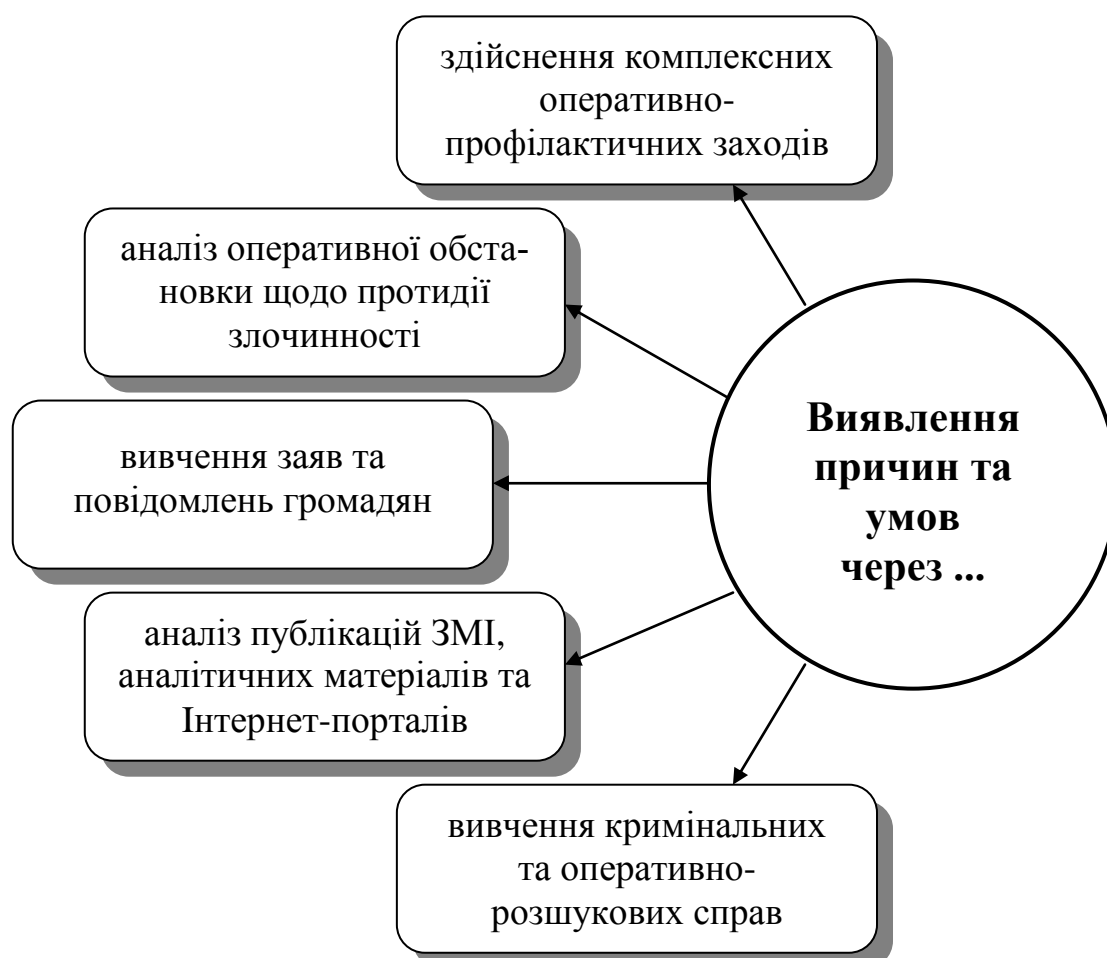 здійснення комплексних
оперативно-
профілактичних заходів
аналіз оперативної обста-
новки щодо протидії
злочинності
вивчення заяв та
повідомлень громадян
аналіз публікацій ЗМІ,
аналітичних матеріалів та
Інтернет-порталів
вивчення кримінальних
та оперативно-
розшукових справ
Виявлення
причин та
умов
через ...